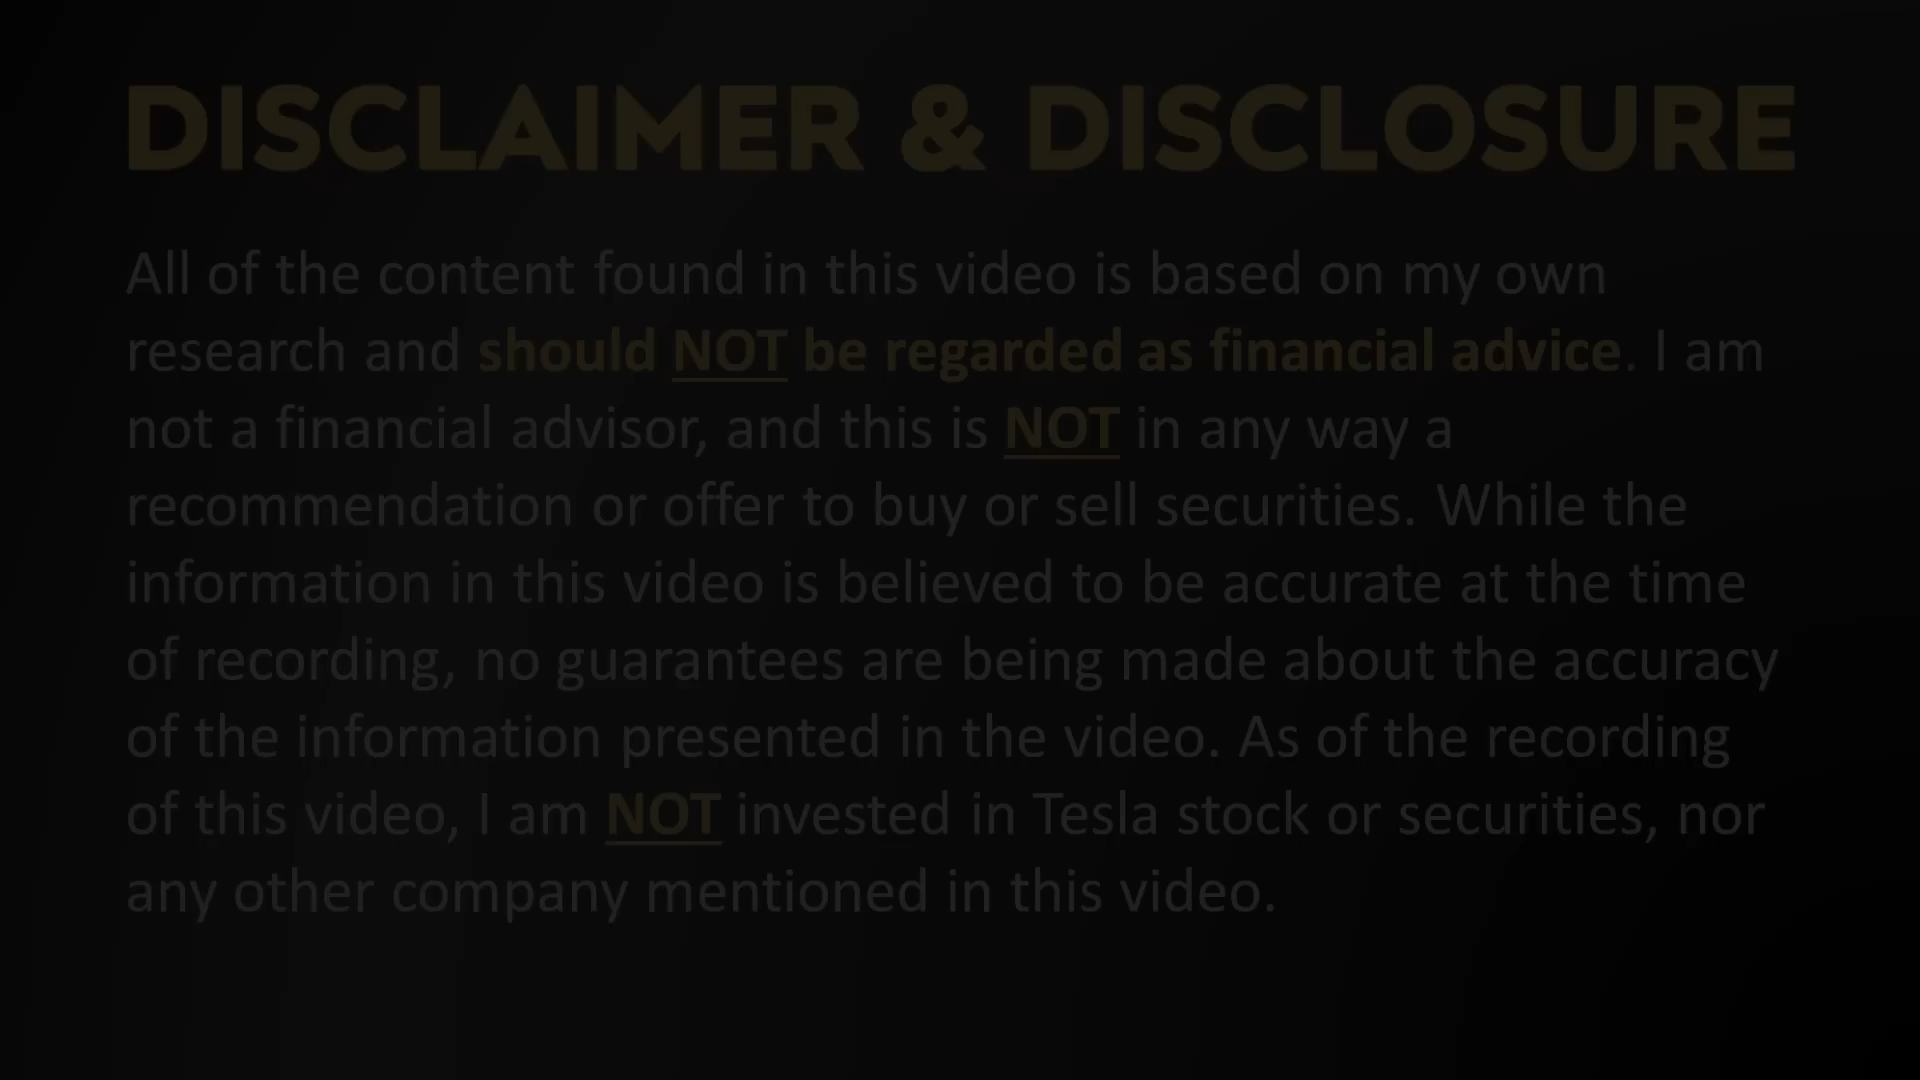 DISCLAIMER & DISCLOSURE
All of the content found in this video is based on my own
research and should NOT be regarded as financial advice. I am
not a financial advisor, and this is NOT in any way a
recommendation or offer to buy or sell securities. While the
information in this video is believed to be accurate at the time
of recording, no guarantees are being made about the accuracy
of the information presented in the video. As of the recording
of this video, I am NOT invested in Tesla stock or securities, nor
any other company mentioned in this video.